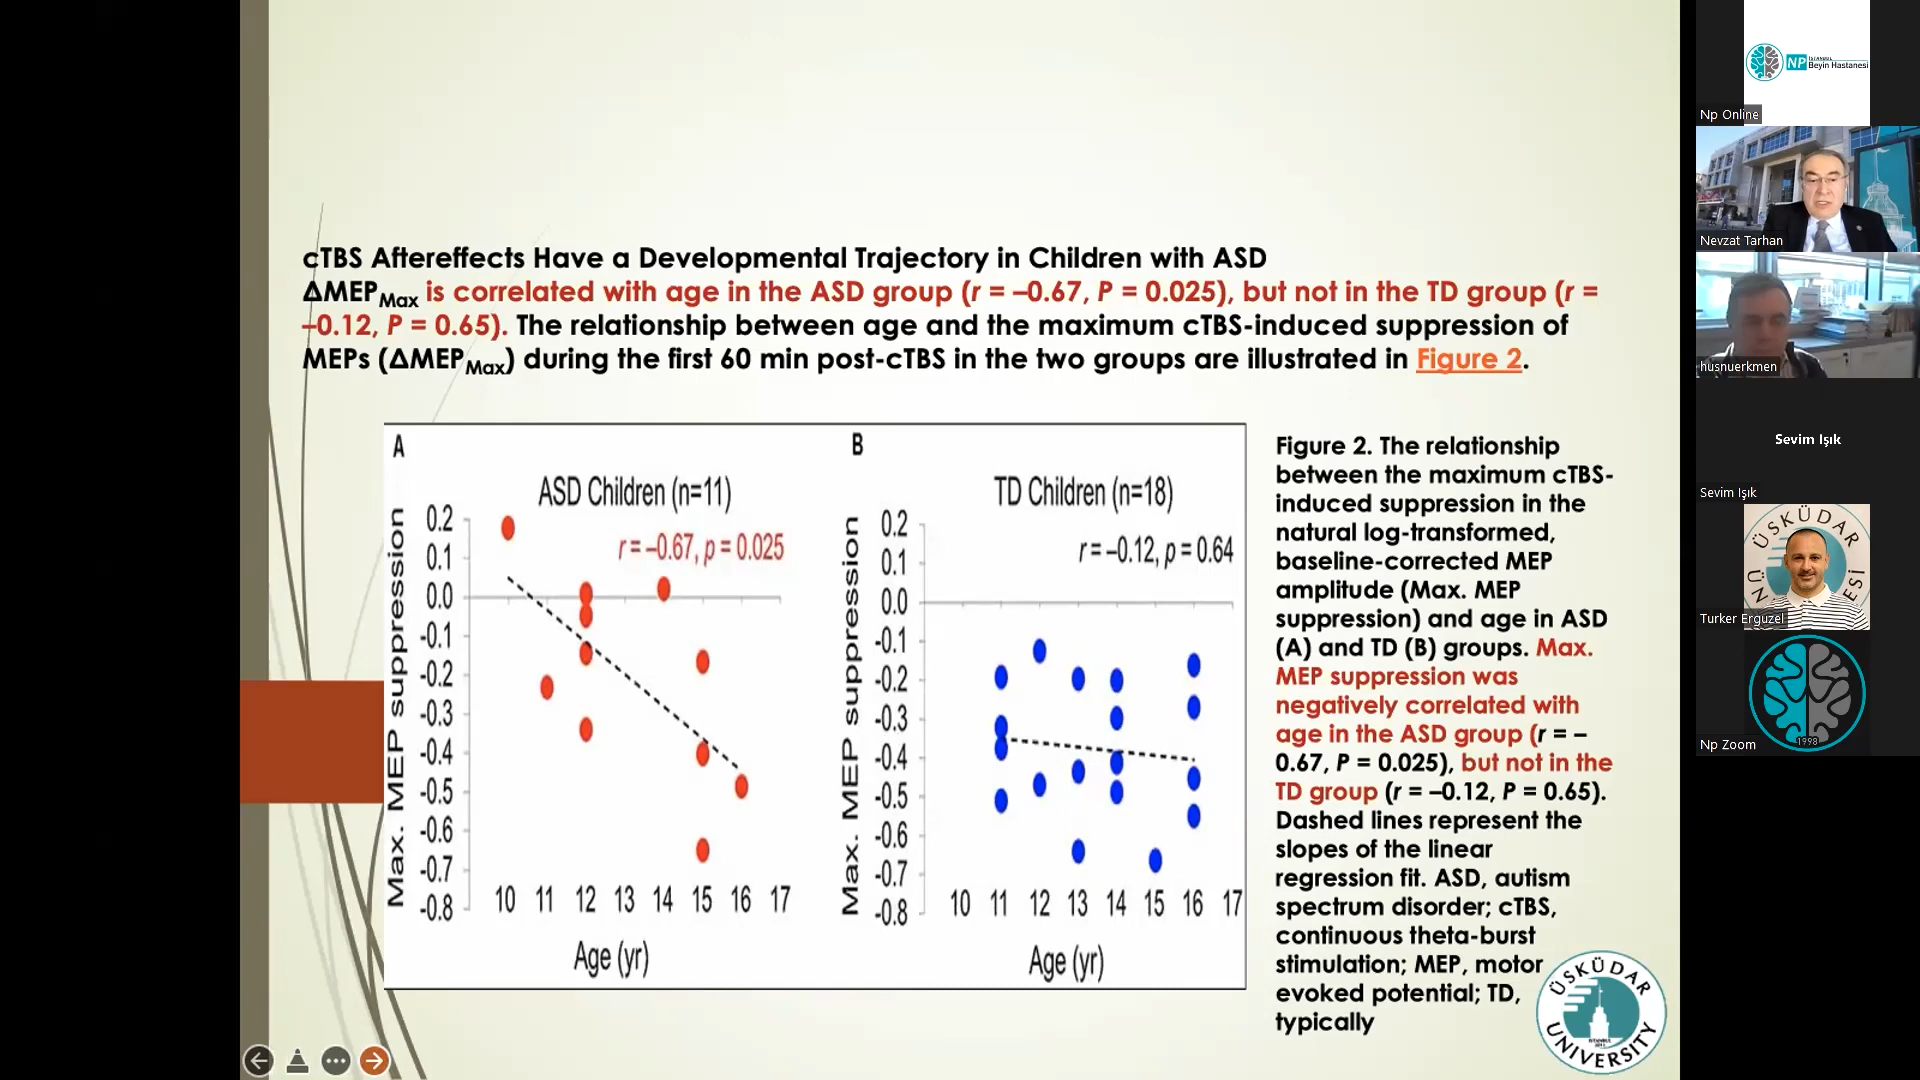 cTBS Aftereffects Have a Developmental Trajectory in Children with ASD
ΔMEPMax is correlated with age in the ASD group (r = –0.67, P = 0.025), but not in the TD group (r =
–0.12, P = 0.65). The relationship between age and the maximum cTBS-induced suppression of
MEPs (ΔMEPMax) during the first 60 min post-cTBS in the two groups are illustrated in Figure 2.
A
ASD Children (n=11)
r = –0.67, p = 0.025
Max. MEP suppression
0.2
0.1
0.0
-0.1
-0.2
-0.3
-0.4
-0.5
-0.6
-0.7
-0.8
10 11 12 13 14 15 16 17
Age (yr)
B
TD Children (n=18)
r = –0.12, p = 0.64
Max. MEP suppression
0.2
0.1
0.0
-0.1
-0.2
-0.3
-0.4
-0.5
-0.6
-0.7
-0.8
10 11 12 13 14 15 16 17
Age (yr)
Figure 2. The relationship
between the maximum cTBS-
induced suppression in the
natural log-transformed,
baseline-corrected MEP
amplitude (Max. MEP
suppression) and age in ASD
(A) and TD (B) groups. Max.
MEP suppression was
negatively correlated with
age in the ASD group (r = –
0.67, P = 0.025), but not in the
TD group (r = –0.12, P = 0.65).
Dashed lines represent the
slopes of the linear
regression fit. ASD, autism
spectrum disorder; cTBS,
continuous theta-burst
stimulation; MEP, motor
evoked potential; TD,
typically
ÜSKÜDAR
UNIVERSITY
NP
İSTANBUL
Beyin Hastanesi
Np Online
Nevzat Tarhan
husnuerkmen
Sevim Işık
Sevim Işık
ÜSKÜDAR
Turker Erguzel
1998
Np Zoom